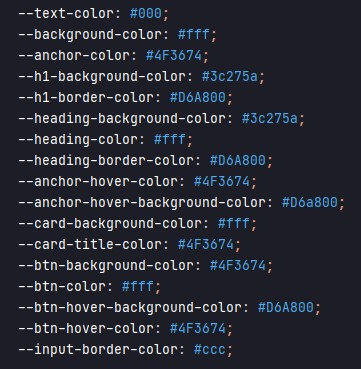 --text-color: #000;
--background-color: #fff;
--anchor-color: #4F3674;
--h1-background-color: #3c275a;
--h1-border-color: #D6A800;
--heading-background-color: #3c275a;
--heading-color: #fff;
--heading-border-color: #D6A800;
--anchor-hover-color: #4F3674;
--anchor-hover-background-color: #D6a800;
--card-background-color: #fff;
--card-title-color: #4F3674;
--btn-background-color: #4F3674;
--btn-color: #fff;
--btn-hover-background-color: #D6A800;
--btn-hover-color: #4F3674;
--input-border-color: #ccc;